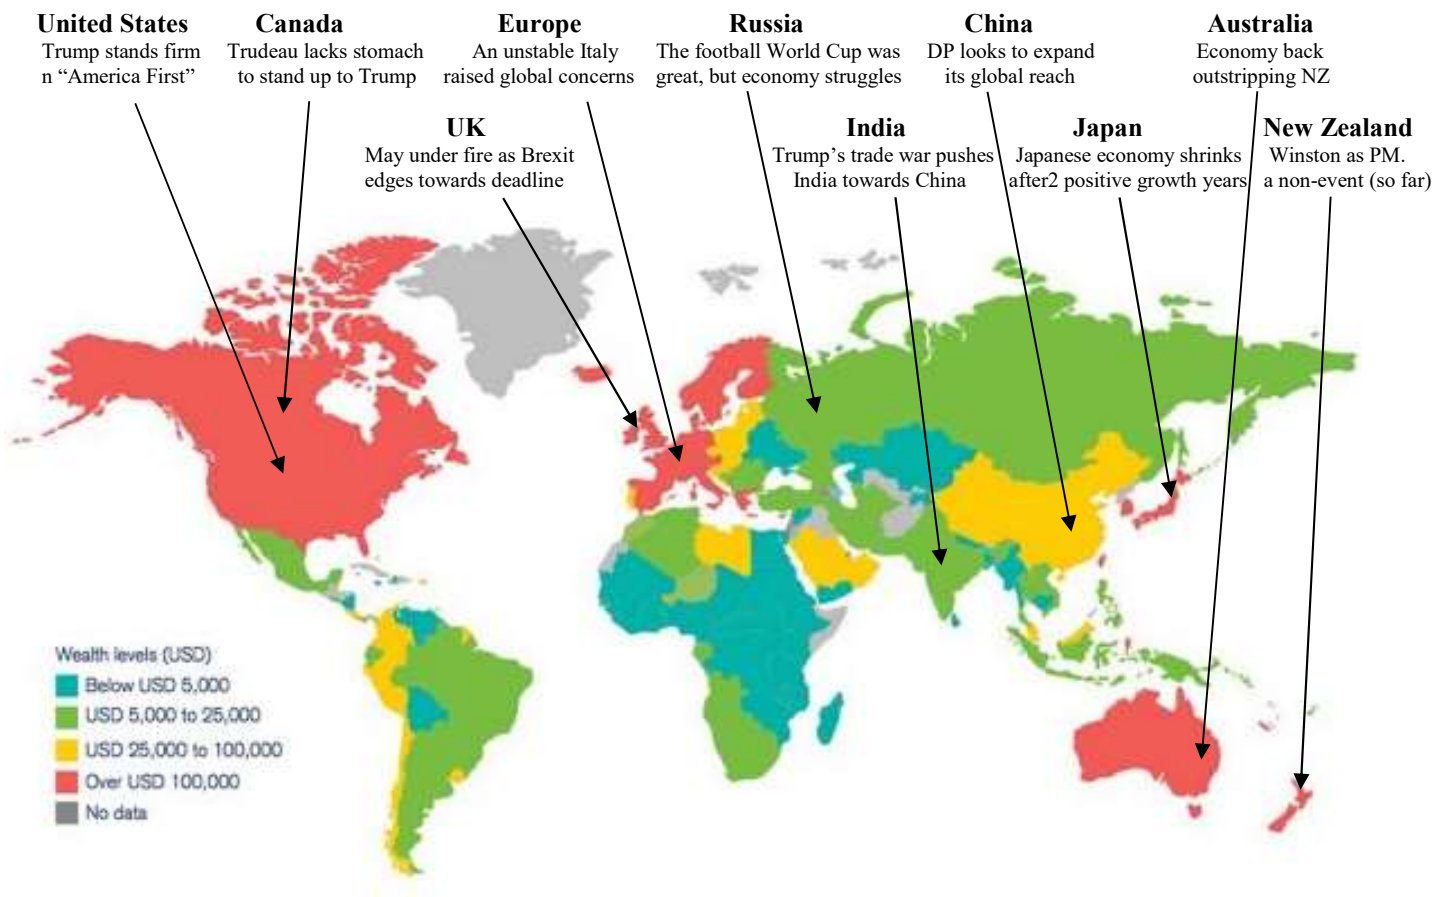 United States
Trump stands firm
n “America First”
Canada
Trudeau lacks stomach
to stand up to Trump
Europe
An unstable Italy
raised global concerns
Russia
The football World Cup was
great, but economy struggles
China
DP looks to expand
its global reach
Australia
Economy back
outstripping NZ
UK
May under fire as Brexit
edges towards deadline
India
Trump’s trade war pushes
India towards China
Japan
Japanese economy shrinks
after2 positive growth years
New Zealand
Winston as PM.
a non-event (so far)
Wealth levels (USD)
Below USD 5,000
USD 5,000 to 25,000
USD 25,000 to 100,000
Over USD 100,000
No data